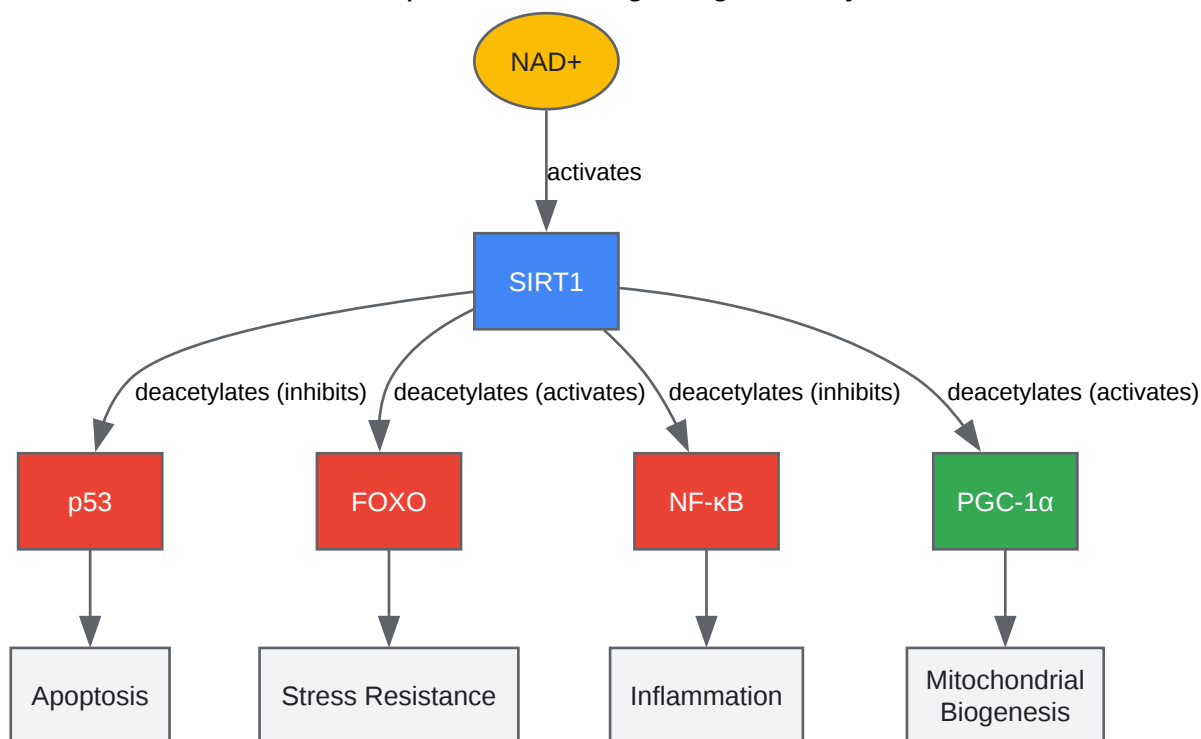 NAD+
activates
SIRT1
deacetylates (inhibits)
deacetylates (activates)
deacetylates (inhibits)
deacetylates (activates)
p53
FOXO
NF-κB
PGC-1α
Apoptosis
Stress Resistance
Inflammation
Mitochondrial
Biogenesis